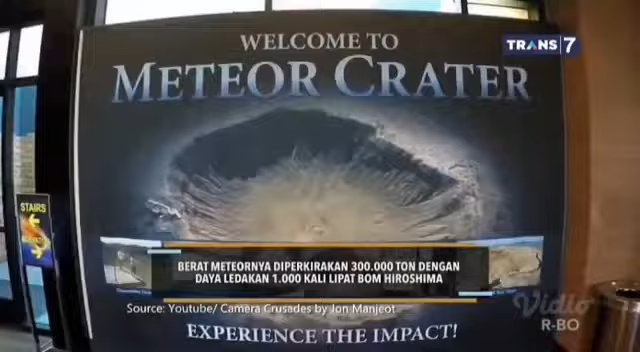 WELCOME TO
METEOR CRATER
TRANS 7
STAIRS
BERAT METEORNYA DIPERKIRAKAN 300.000 TON DENGAN
DAYA LEDAKAN 1.000 KALI LIPAT BOM HIROSHIMA
Source: Youtube/ Camera Crusades by Jon Manjeot
Vidio
R-BO
EXPERIENCE THE IMPACT!